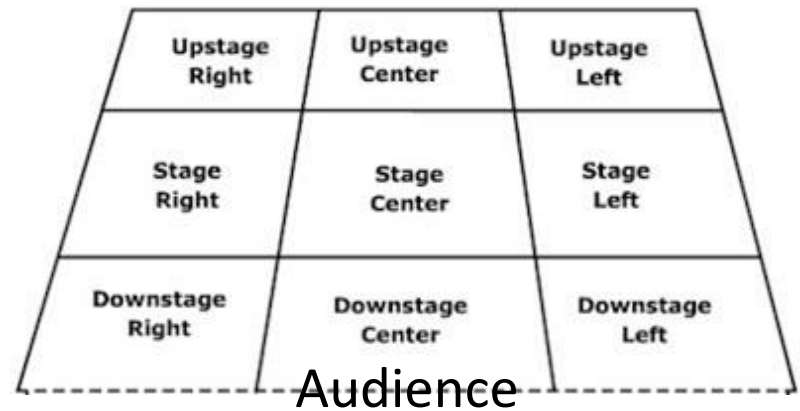 Upstage
Right
Upstage
Center
Upstage
Left
Stage
Right
Stage
Center
Stage
Left
Downstage
Right
Downstage
Center
Downstage
Left
Audience